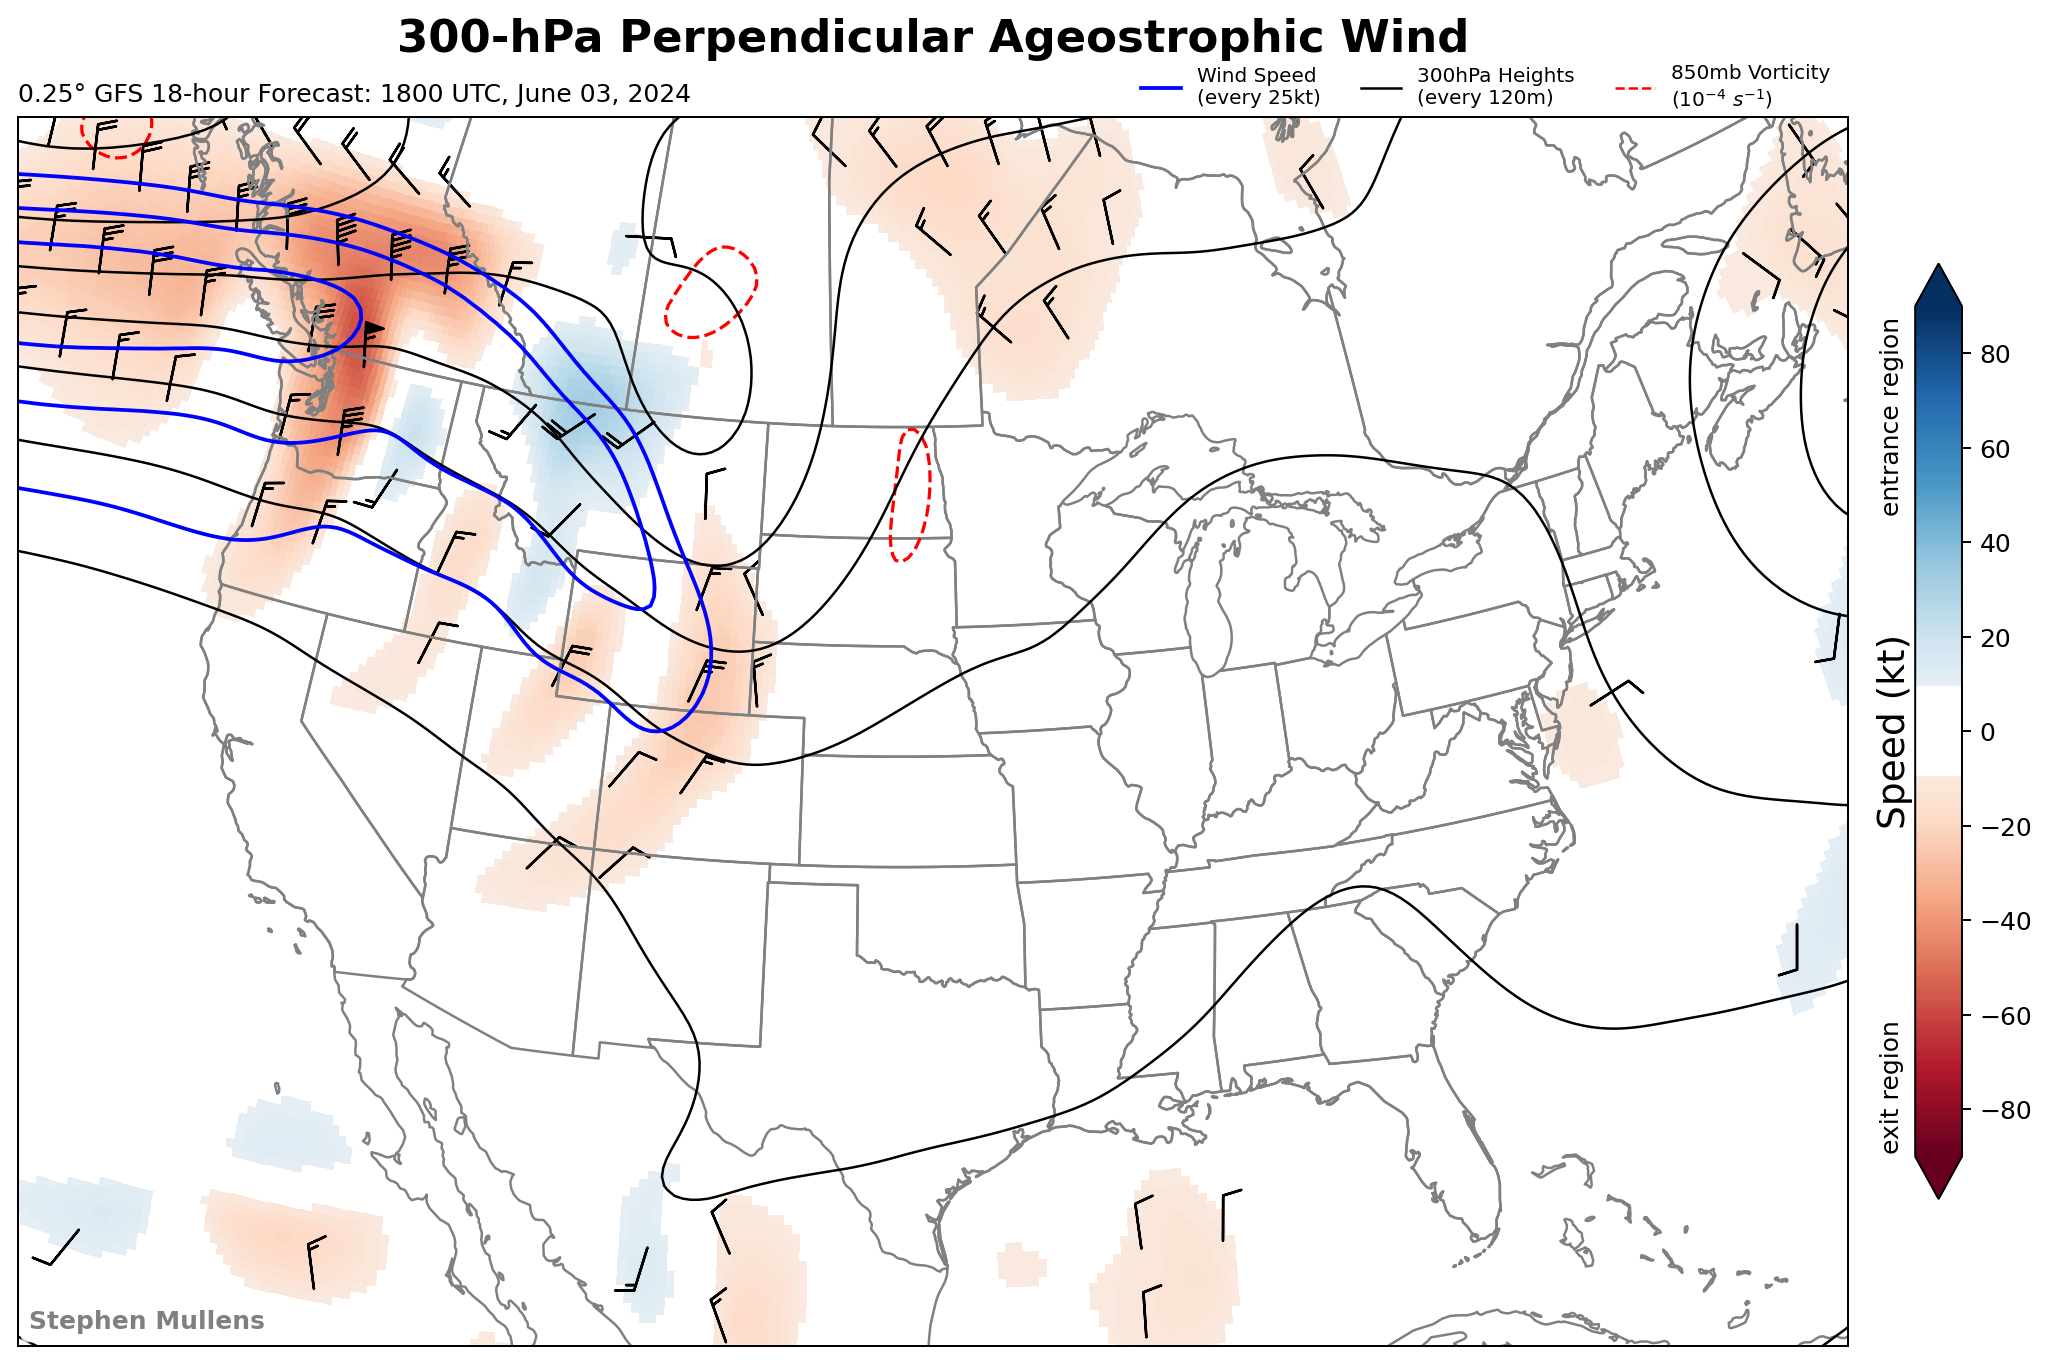 300-hPa Perpendicular Ageostrophic Wind
0.25° GFS 18-hour Forecast: 1800 UTC, June 03, 2024
Wind Speed
(every 25kt)
300hPa Heights
(every 120m)
850mb Vorticity
(10⁻⁴ s⁻¹)
entrance region
Speed (kt)
exit region
80
60
40
20
0
−20
−40
−60
−80
Stephen Mullens